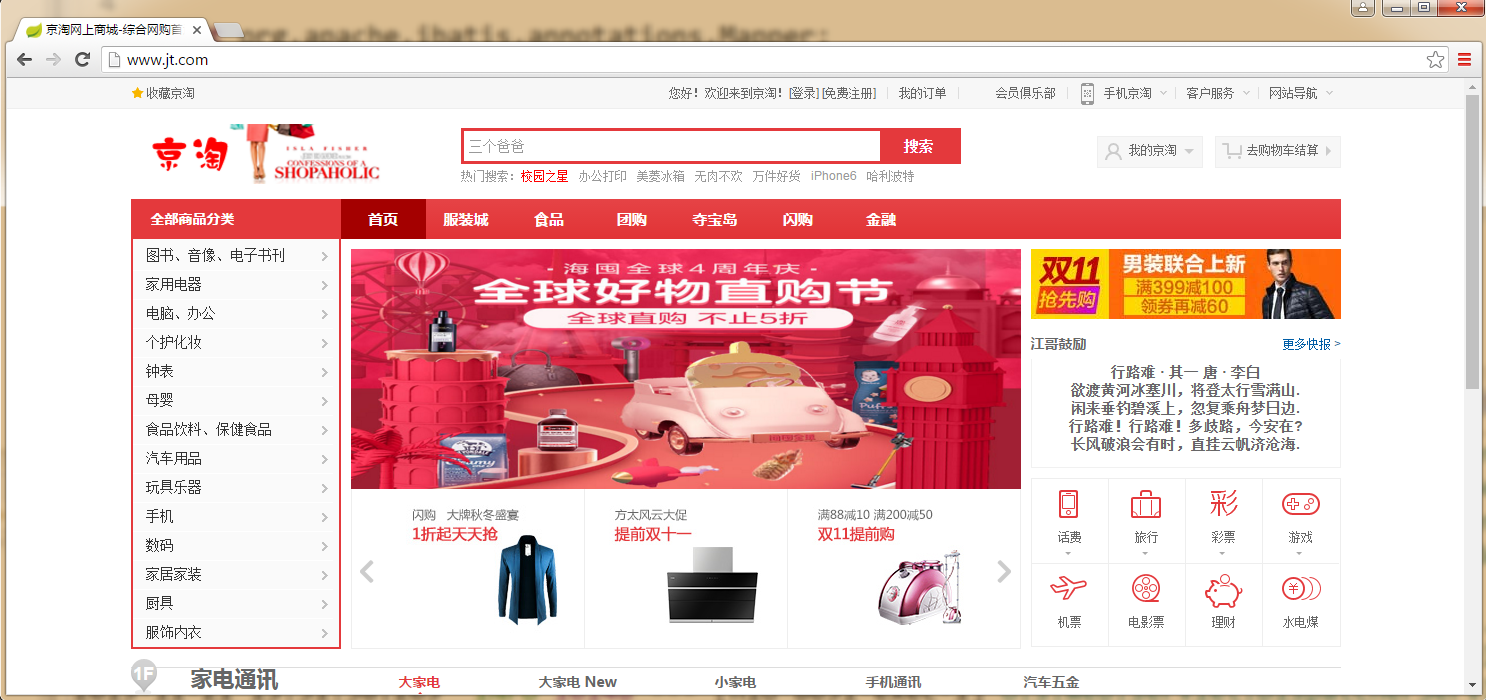 org.apache.ibatis.annotations.Mapper;
京淘网上商城-综合网购首
www.jt.com
收藏京淘
您好！欢迎来到京淘！[登录] [免费注册] 我的订单 会员俱乐部 手机京淘 客户服务 网站导航
京淘
ISLA FISHER
CONFESSIONS OF A
SHOPAHOLIC
三个爸爸 搜索
我的京淘 去购物车结算
热门搜索：校园之星 办公打印 美菱冰箱 无肉不欢 万件好货 iPhone6 哈利波特
全部商品分类 首页 服装城 食品 团购 夺宝岛 闪购 金融
图书、音像、电子书刊
家用电器
电脑、办公
个护化妆
钟表
母婴
食品饮料、保健食品
汽车用品
玩具乐器
手机
数码
家居家装
厨具
服饰内衣
·海囤全球4周年庆·
全球好物直购节
全球直购 不止5折
海囤全球
闪购 大牌秋冬盛宴
1折起天天抢
方太风云大促
提前双十一
满88减10 满200减50
双11提前购
双11
抢先购
男装联合上新
满399减100
领券再减60
江哥鼓励 更多快报 >
行路难 · 其一 唐 · 李白
欲渡黄河冰塞川，将登太行雪满山.
闲来垂钓碧溪上，忽复乘舟梦日边.
行路难！行路难！多歧路，今安在?
长风破浪会有时，直挂云帆济沧海.
话费 旅行 彩票 游戏
机票 电影票 理财 水电煤
1F 家电通讯 大家电 大家电 New 小家电 手机通讯 汽车五金